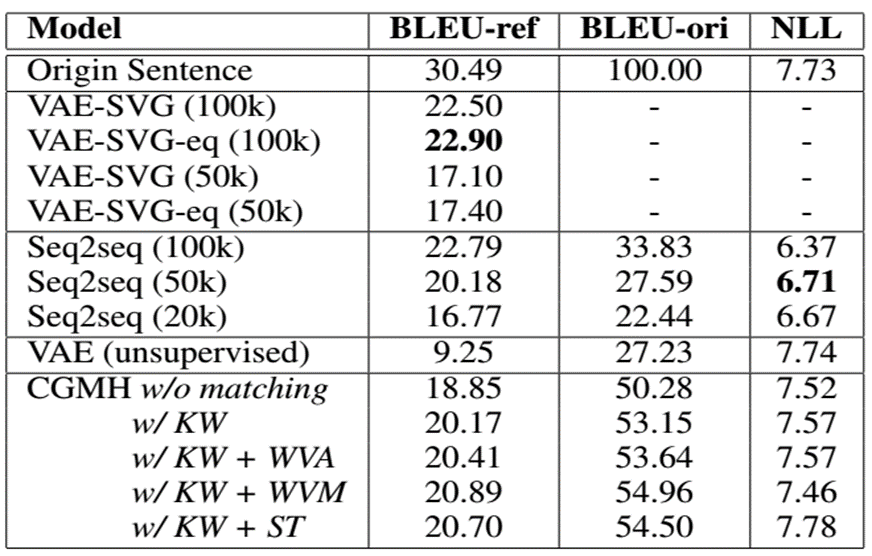 Model BLEU-ref BLEU-ori NLL
Origin Sentence 30.49 100.00 7.73
VAE-SVG (100k) 22.50 - -
VAE-SVG-eq (100k) 22.90 - -
VAE-SVG (50k) 17.10 - -
VAE-SVG-eq (50k) 17.40 - -
Seq2seq (100k) 22.79 33.83 6.37
Seq2seq (50k) 20.18 27.59 6.71
Seq2seq (20k) 16.77 22.44 6.67
VAE (unsupervised) 9.25 27.23 7.74
CGMH w/o matching 18.85 50.28 7.52
w/ KW 20.17 53.15 7.57
w/ KW + WVA 20.41 53.64 7.57
w/ KW + WVM 20.89 54.96 7.46
w/ KW + ST 20.70 54.50 7.78